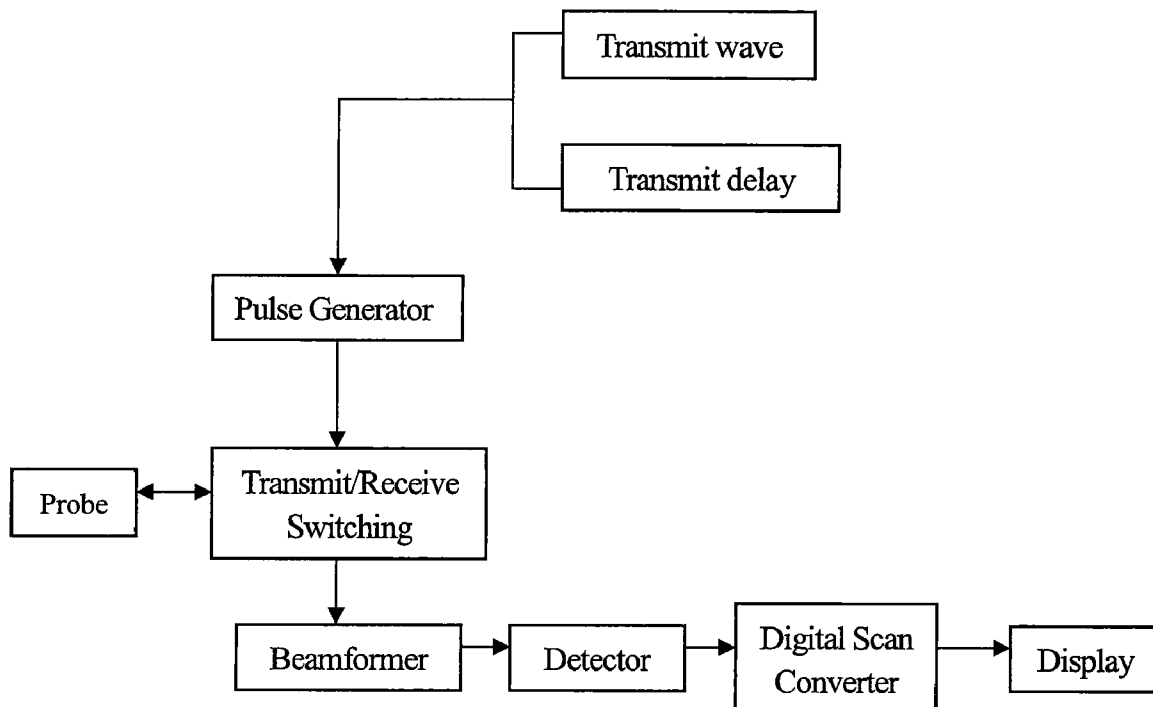 Transmit wave
Transmit delay
Pulse Generator
Transmit/Receive
Switching
Probe
Beamformer
Detector
Digital Scan
Converter
Display